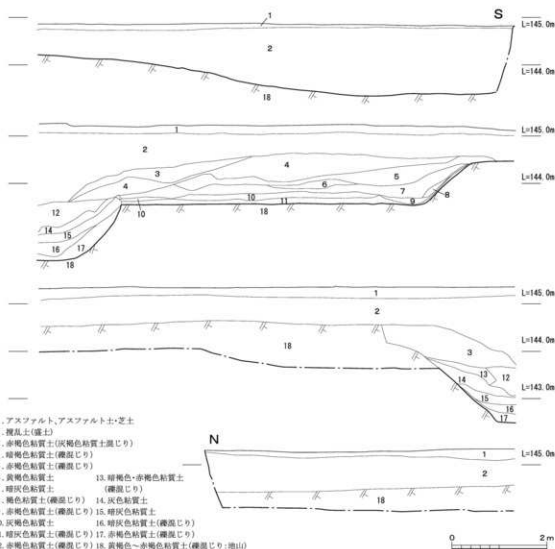 1
S
L=145.0m
2
L=144.0m
18
1
L=145.0m
2
3
4
5
4
6
L=144.0m
7
8
12
10
10
11
9
14
15
18
16
17
18
1
L=145.0m
2
L=144.0m
18
3
13
12
14
L=143.0m
15
16
17
N
1
L=145.0m
2
18
0
2m
アスファルト、アスファルト土・芝土
攪乱土(盛土)
赤褐色粘質土(灰褐色粘質土混じり)
暗褐色粘質土(礫混じり)
赤褐色粘質土(礫混じり)
黄褐色粘質土 13. 暗褐色・赤褐色粘質土
暗灰色粘質土 (礫混じり)
褐色粘質土(礫混じり) 14. 灰色粘質土
赤褐色粘質土(礫混じり) 15. 暗灰色粘質土
灰褐色粘質土 16. 暗灰色粘質土(礫混じり)
暗灰色粘質土(礫混じり) 17. 赤褐色粘質土(礫混じり)
赤褐色粘質土(礫混じり) 18. 黄褐色～赤褐色粘質土(礫混じり:地山)